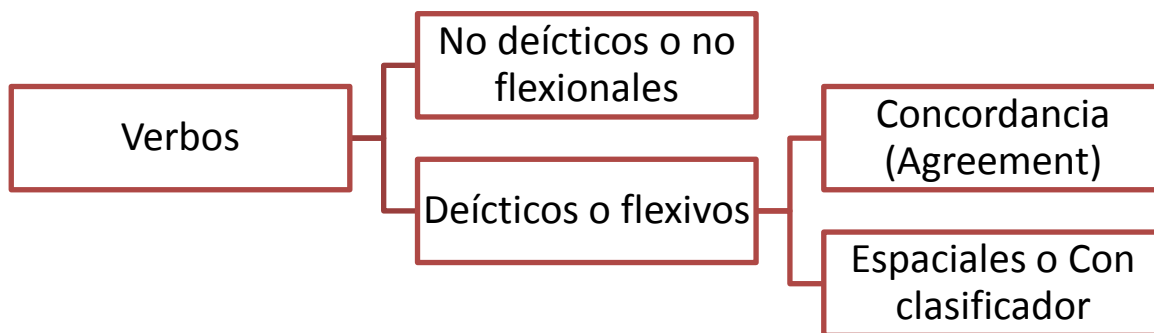 Verbos
No deícticos o no
flexionales
Deícticos o flexivos
Concordancia
(Agreement)
Espaciales o Con
clasificador